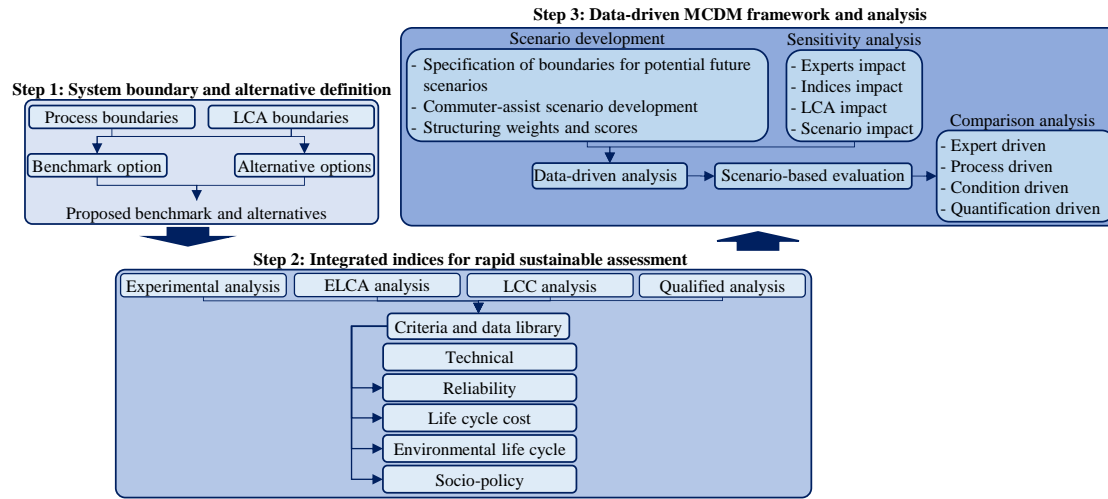 Step 1: System boundary and alternative definition
Process boundaries
LCA boundaries
Benchmark option
Alternative options
Proposed benchmark and alternatives
Step 2: Integrated indices for rapid sustainable assessment
Experimental analysis
ELCA analysis
LCC analysis
Qualified analysis
Criteria and data library
Technical
Reliability
Life cycle cost
Environmental life cycle
Socio-policy
Step 3: Data-driven MCDM framework and analysis
Scenario development
- Specification of boundaries for potential future
scenarios
- Commuter-assist scenario development
- Structuring weights and scores
Sensitivity analysis
- Experts impact
- Indices impact
- LCA impact
- Scenario impact
Data-driven analysis
Scenario-based evaluation
Comparison analysis
- Expert driven
- Process driven
- Condition driven
- Quantification driven